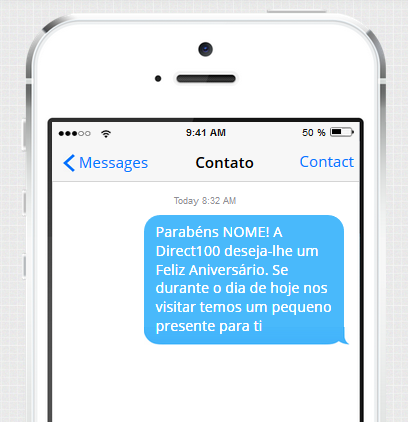 9:41 AM
50 %
Messages
Contato
Contact
Today 8:32 AM
Parabéns NOME! A
Direct100 deseja-lhe um
Feliz Aniversário. Se
durante o dia de hoje nos
visitar temos um pequeno
presente para ti